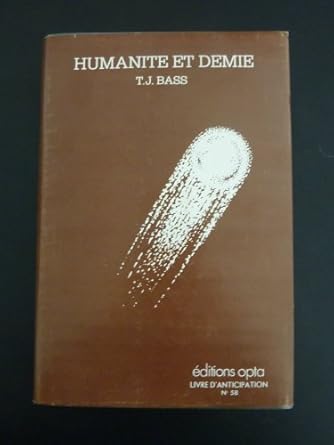 HUMANITE ET DEMIE
T.J. BASS
éditions opta
LIVRE D'ANTICIPATION
N° 58